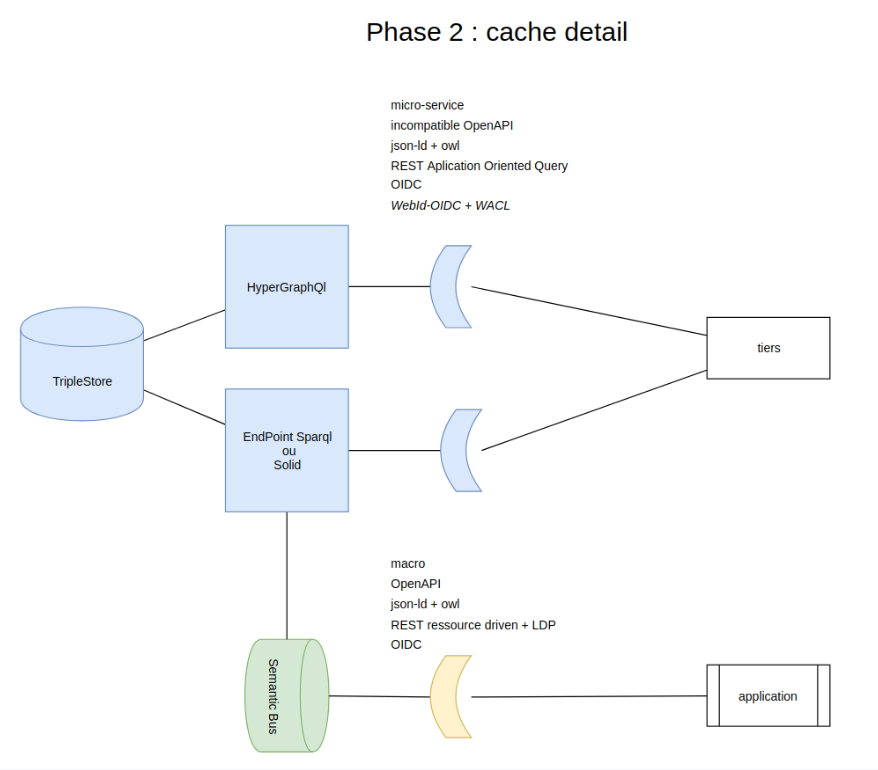 Phase 2 : cache detail
micro-service
incompatible OpenAPI
json-ld + owl
REST Aplication Oriented Query
OIDC
WebId-OIDC + WACL
HyperGraphQl
tiers
TripleStore
EndPoint Sparql
ou
Solid
macro
OpenAPI
json-ld + owl
REST ressource driven + LDP
OIDC
Semantic Bus
application